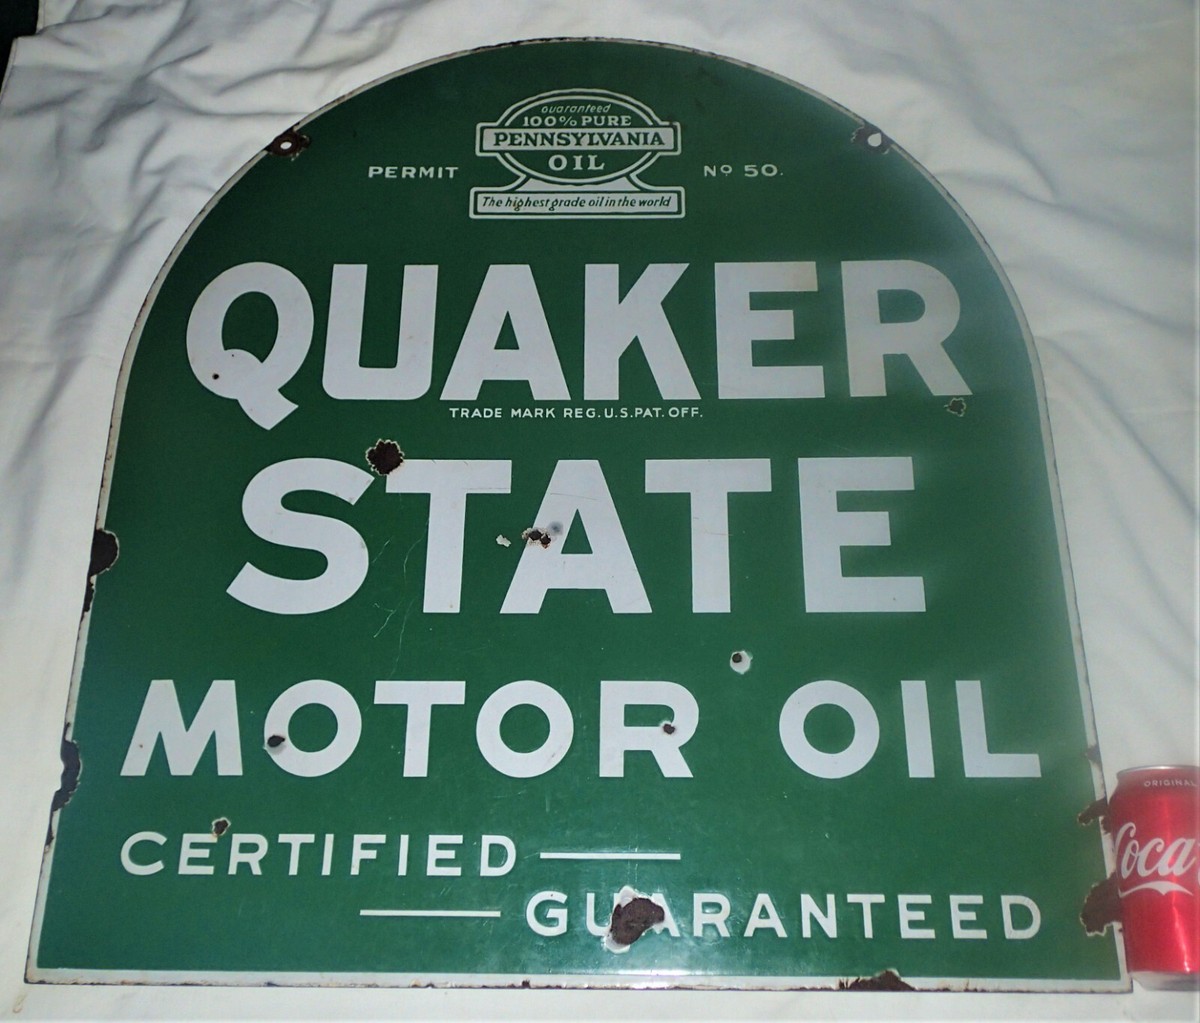 Guaranteed
100% PURE
PENNSYLVANIA
OIL
PERMIT Nº 50.
The highest grade oil in the world
QUAKER
TRADE MARK REG. U.S. PAT. OFF.
STATE
MOTOR OIL
CERTIFIED
GUARANTEED
ORIGINAL
Coca